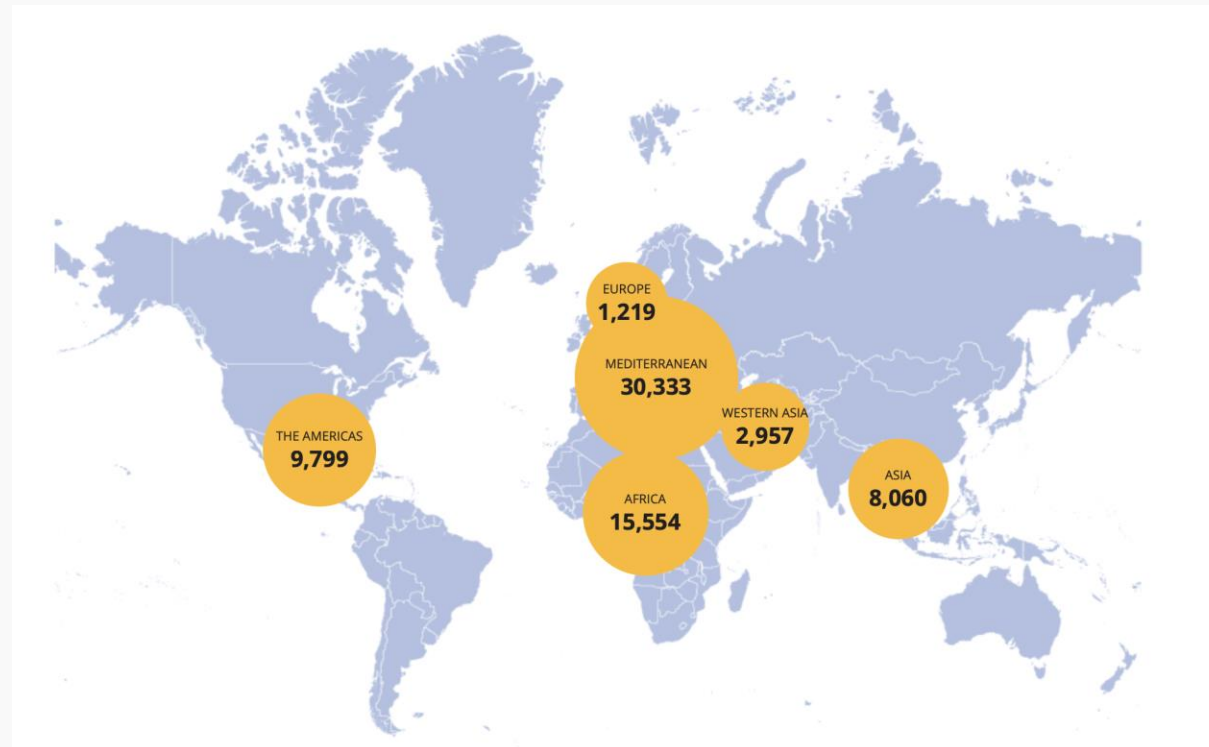 EUROPE
1,219
MEDITERRANEAN
30,333
WESTERN ASIA
2,957
THE AMERICAS
9,799
ASIA
8,060
AFRICA
15,554